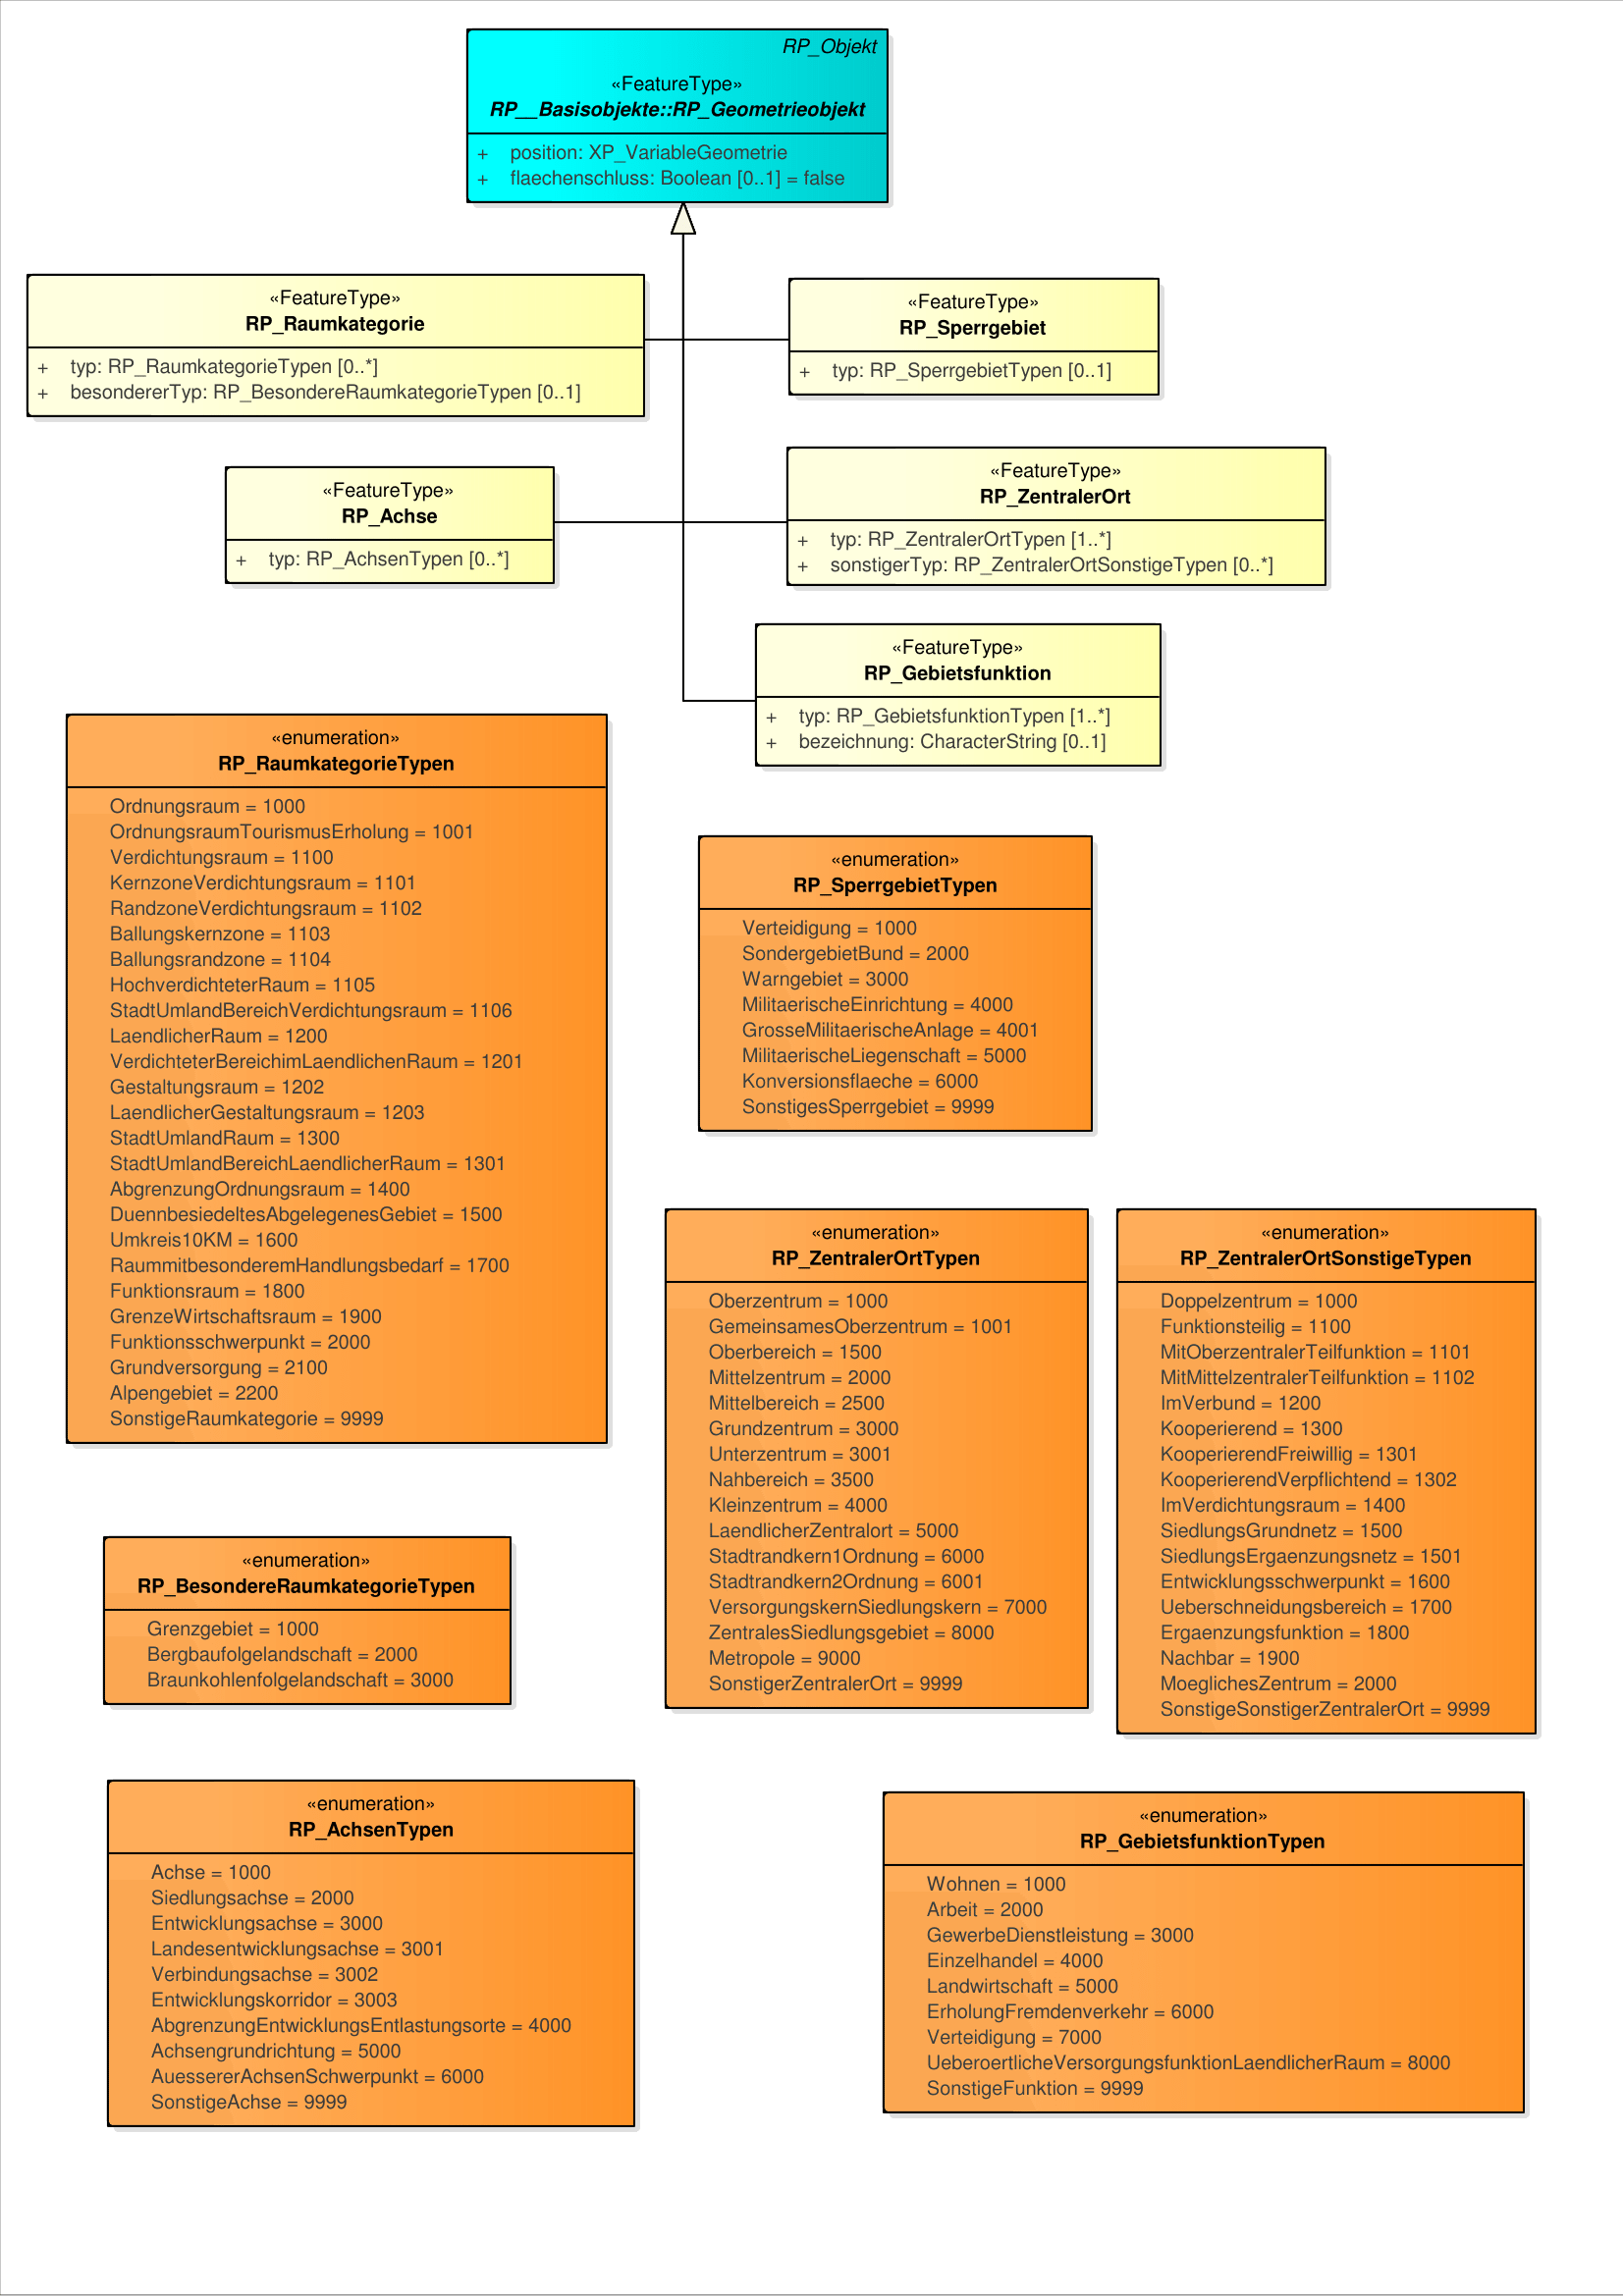 RP_Objekt
«FeatureType»
RP__Basisobjekte::RP_Geometrieobjekt
+ position: XP_VariableGeometrie
+ flaechenschluss: Boolean [0..1] = false
«FeatureType»
RP_Raumkategorie
+ typ: RP_RaumkategorieTypen [0..*]
+ besondererTyp: RP_BesondereRaumkategorieTypen [0..1]
«FeatureType»
RP_Sperrgebiet
+ typ: RP_SperrgebietTypen [0..1]
«FeatureType»
RP_Achse
+ typ: RP_AchsenTypen [0..*]
«FeatureType»
RP_ZentralerOrt
+ typ: RP_ZentralerOrtTypen [1..*]
+ sonstigerTyp: RP_ZentralerOrtSonstigeTypen [0..*]
«FeatureType»
RP_Gebietsfunktion
+ typ: RP_GebietsfunktionTypen [1..*]
+ bezeichnung: CharacterString [0..1]
«enumeration»
RP_RaumkategorieTypen
Ordnungsraum = 1000
OrdnungsraumTourismusErholung = 1001
Verdichtungsraum = 1100
KernzoneVerdichtungsraum = 1101
RandzoneVerdichtungsraum = 1102
Ballungskernzone = 1103
Ballungsrandzone = 1104
HochverdichteterRaum = 1105
StadtUmlandBereichVerdichtungsraum = 1106
LaendlicherRaum = 1200
VerdichteterBereichimLaendlichenRaum = 1201
Gestaltungsraum = 1202
LaendlicherGestaltungsraum = 1203
StadtUmlandRaum = 1300
StadtUmlandBereichLaendlicherRaum = 1301
AbgrenzungOrdnungsraum = 1400
DuennbesiedeltesAbgelegenesGebiet = 1500
Umkreis10KM = 1600
RaummitbesonderemHandlungsbedarf = 1700
Funktionsraum = 1800
GrenzeWirtschaftsraum = 1900
Funktionsschwerpunkt = 2000
Grundversorgung = 2100
Alpengebiet = 2200
SonstigeRaumkategorie = 9999
«enumeration»
RP_SperrgebietTypen
Verteidigung = 1000
SondergebietBund = 2000
Warngebiet = 3000
MilitaerischeEinrichtung = 4000
GrosseMilitaerischeAnlage = 4001
MilitaerischeLiegenschaft = 5000
Konversionsflaeche = 6000
SonstigesSperrgebiet = 9999
«enumeration»
RP_ZentralerOrtTypen
Oberzentrum = 1000
GemeinsamesOberzentrum = 1001
Oberbereich = 1500
Mittelzentrum = 2000
Mittelbereich = 2500
Grundzentrum = 3000
Unterzentrum = 3001
Nahbereich = 3500
Kleinzentrum = 4000
LaendlicherZentralort = 5000
Stadtrandkern1Ordnung = 6000
Stadtrandkern2Ordnung = 6001
VersorgungskernSiedlungskern = 7000
ZentralesSiedlungsgebiet = 8000
Metropole = 9000
SonstigerZentralerOrt = 9999
«enumeration»
RP_ZentralerOrtSonstigeTypen
Doppelzentrum = 1000
Funktionsteilig = 1100
MitOberzentralerTeilfunktion = 1101
MitMittelzentralerTeilfunktion = 1102
ImVerbund = 1200
Kooperierend = 1300
KooperierendFreiwillig = 1301
KooperierendVerpflichtend = 1302
ImVerdichtungsraum = 1400
SiedlungsGrundnetz = 1500
SiedlungsErgaenzungsnetz = 1501
Entwicklungsschwerpunkt = 1600
Ueberschneidungsbereich = 1700
Ergaenzungsfunktion = 1800
Nachbar = 1900
MoeglichesZentrum = 2000
SonstigeSonstigerZentralerOrt = 9999
«enumeration»
RP_BesondereRaumkategorieTypen
Grenzgebiet = 1000
Bergbaufolgelandschaft = 2000
Braunkohlenfolgelandschaft = 3000
«enumeration»
RP_AchsenTypen
Achse = 1000
Siedlungsachse = 2000
Entwicklungsachse = 3000
Landesentwicklungsachse = 3001
Verbindungsachse = 3002
Entwicklungskorridor = 3003
AbgrenzungEntwicklungsEntlastungsorte = 4000
Achsengrundrichtung = 5000
AuessererAchsenSchwerpunkt = 6000
SonstigeAchse = 9999
«enumeration»
RP_GebietsfunktionTypen
Wohnen = 1000
Arbeit = 2000
GewerbeDienstleistung = 3000
Einzelhandel = 4000
Landwirtschaft = 5000
ErholungFremdenverkehr = 6000
Verteidigung = 7000
UeberoertlicheVersorgungsfunktionLaendlicherRaum = 8000
SonstigeFunktion = 9999